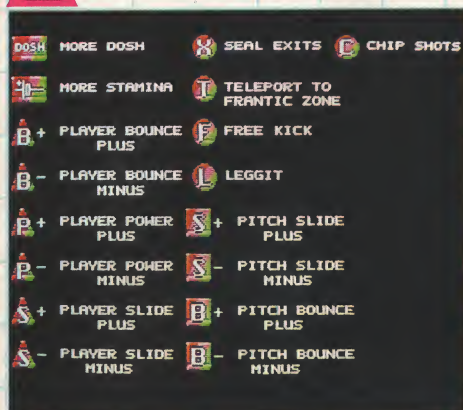 DOSH MORE DOSH
X SEAL EXITS
C CHIP SHOTS
MORE STAMINA
T TELEPORT TO
FRANTIC ZONE
B+ PLAYER BOUNCE
PLUS
F FREE KICK
B- PLAYER BOUNCE
MINUS
L LEGGIT
P+ PLAYER POWER
PLUS
S+ PITCH SLIDE
PLUS
P- PLAYER POWER
MINUS
S- PITCH SLIDE
MINUS
S+ PLAYER SLIDE
PLUS
B+ PITCH BOUNCE
PLUS
S- PLAYER SLIDE
MINUS
B- PITCH BOUNCE
MINUS